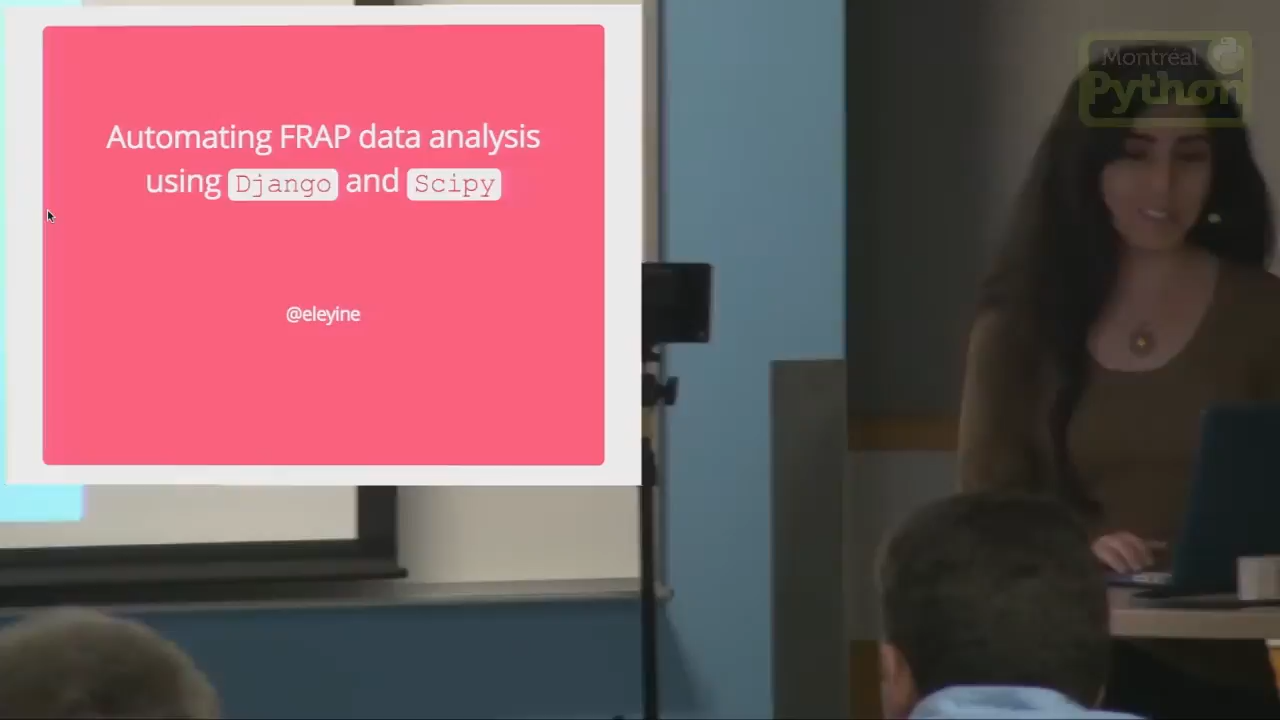 Automating FRAP data analysis
using Django and Scipy
@eleyine
Montréal
Python